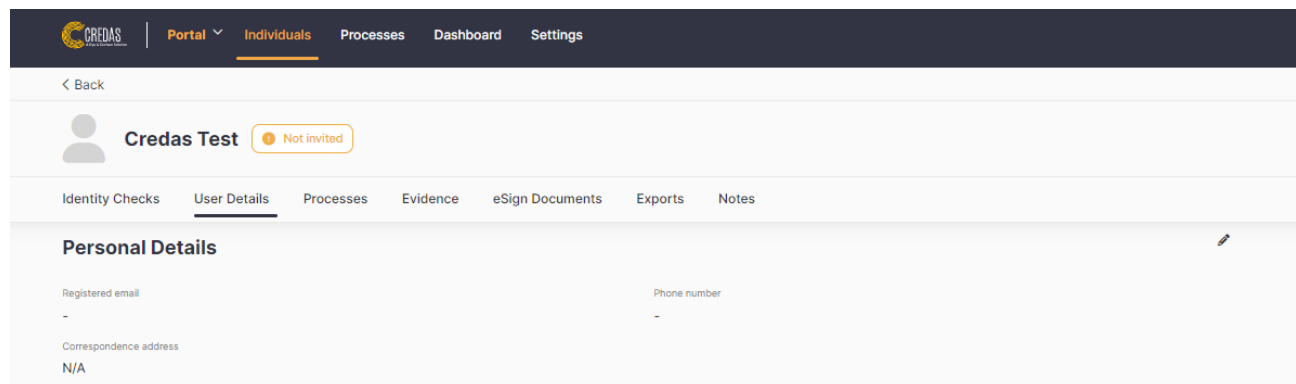 CREDAS
Portal Individuals Processes Dashboard Settings
Back
Credas Test Not invited
Identity Checks User Details Processes Evidence eSign Documents Exports Notes
Personal Details
Registered email Phone number
- -
Correspondence address
N/A